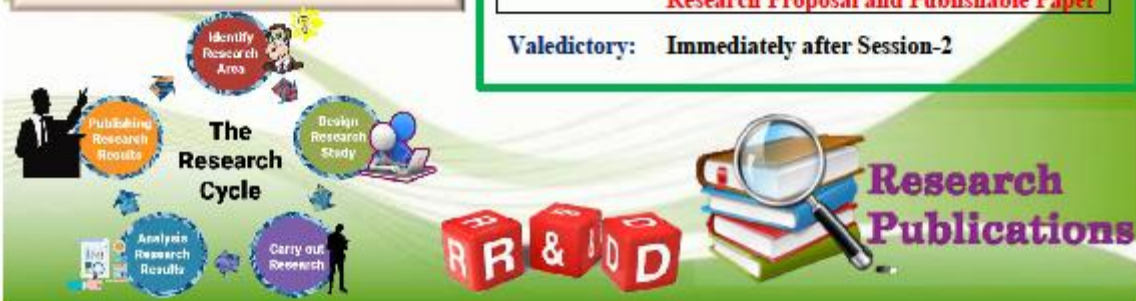 Research Proposal and Publishable Paper
Valedictory: Immediately after Session-2
Identify
Research
Area
Design
Research
Study
Carry out
Research
Analysis
Research
Results
Publishing
Research
Results
The
Research
Cycle
R & D
Research
Publications